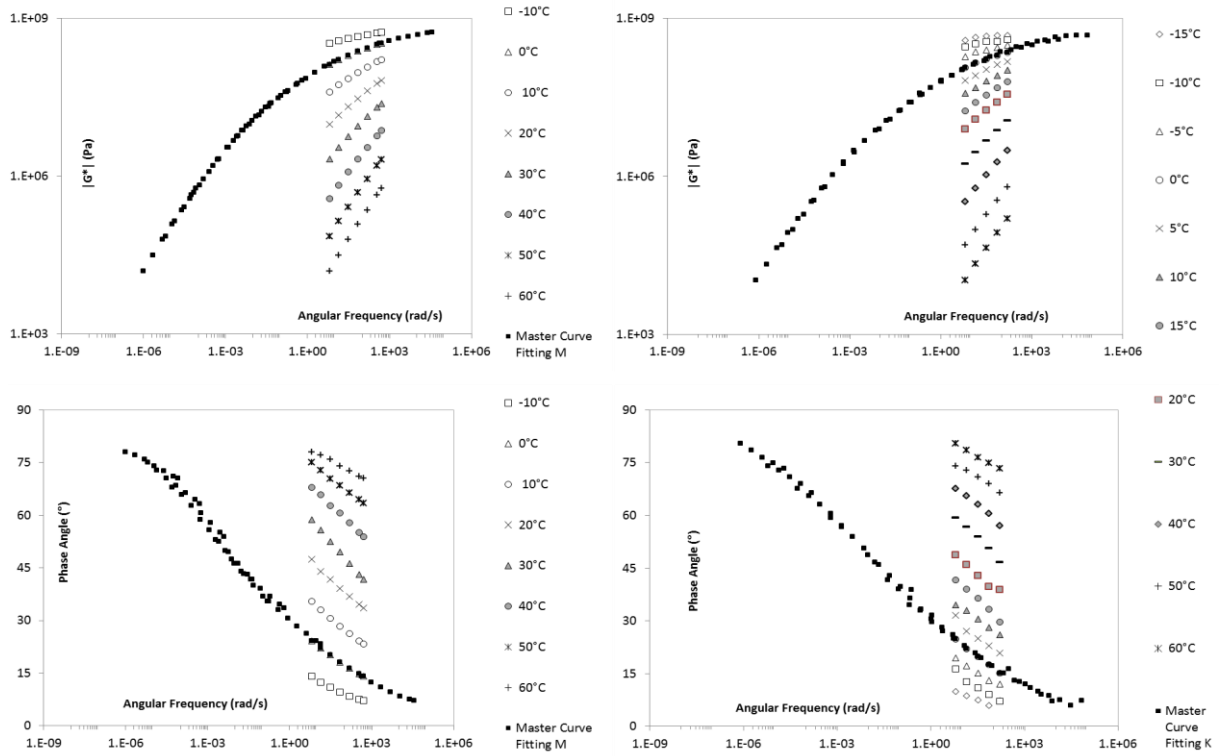 1.E+09
1.E+06
1.E+03
|G*| (Pa)
Angular Frequency (rad/s)
1.E-09
1.E-06
1.E-03
1.E+00
1.E+03
1.E+06
-10°C
0°C
10°C
20°C
30°C
40°C
50°C
60°C
Master Curve
Fitting M
1.E+09
1.E+06
1.E+03
|G*| (Pa)
Angular Frequency (rad/s)
1.E-09
1.E-06
1.E-03
1.E+00
1.E+03
1.E+06
-15°C
-10°C
-5°C
0°C
5°C
10°C
15°C
90
75
60
45
30
15
0
Phase Angle (°)
Angular Frequency (rad/s)
1.E-09
1.E-06
1.E-03
1.E+00
1.E+03
1.E+06
-10°C
0°C
10°C
20°C
30°C
40°C
50°C
60°C
Master Curve
Fitting M
90
75
60
45
30
15
0
Phase Angle (°)
Angular Frequency (rad/s)
1.E-09
1.E-06
1.E-03
1.E+00
1.E+03
1.E+06
20°C
30°C
40°C
50°C
60°C
Master
Curve
Fitting K